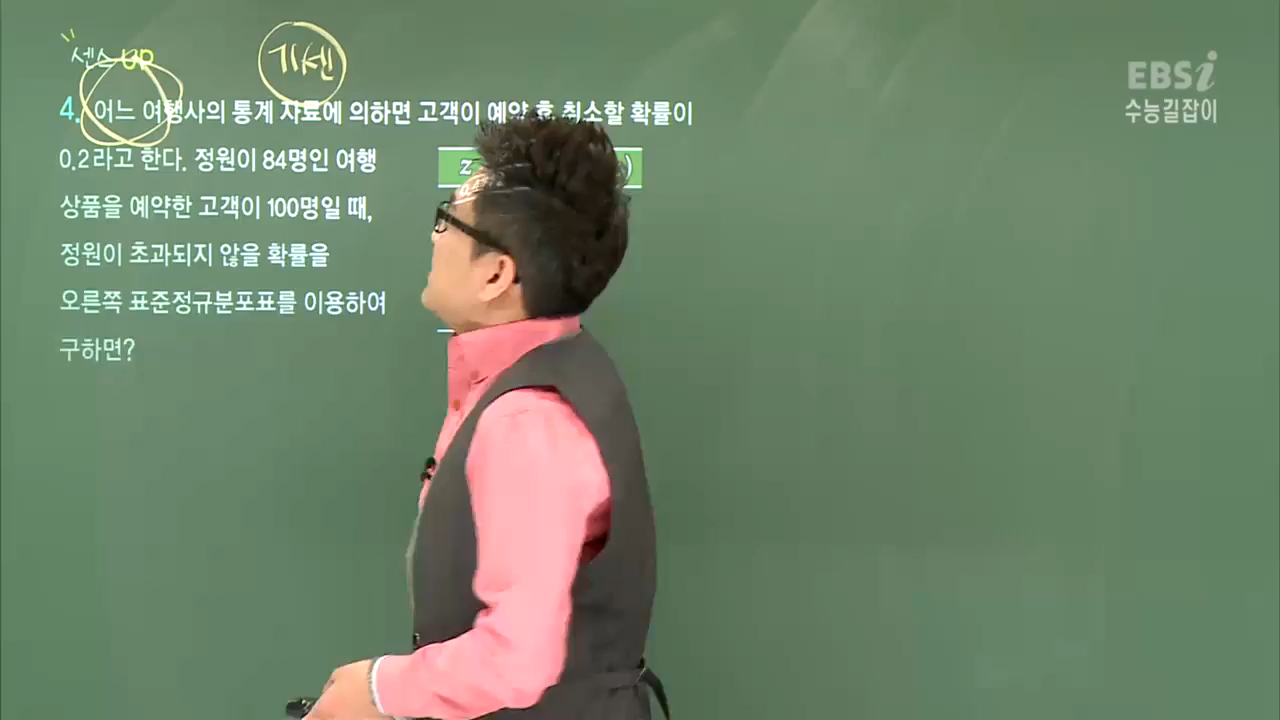 센스 UP
기센
EBSi
수능길잡이
4. 어느 여행사의 통계 자료에 의하면 고객이 예약 후 취소할 확률이
0.2라고 한다. 정원이 84명인 여행
z )
상품을 예약한 고객이 100명일 때,
정원이 초과되지 않을 확률을
오른쪽 표준정규분포표를 이용하여
구하면?